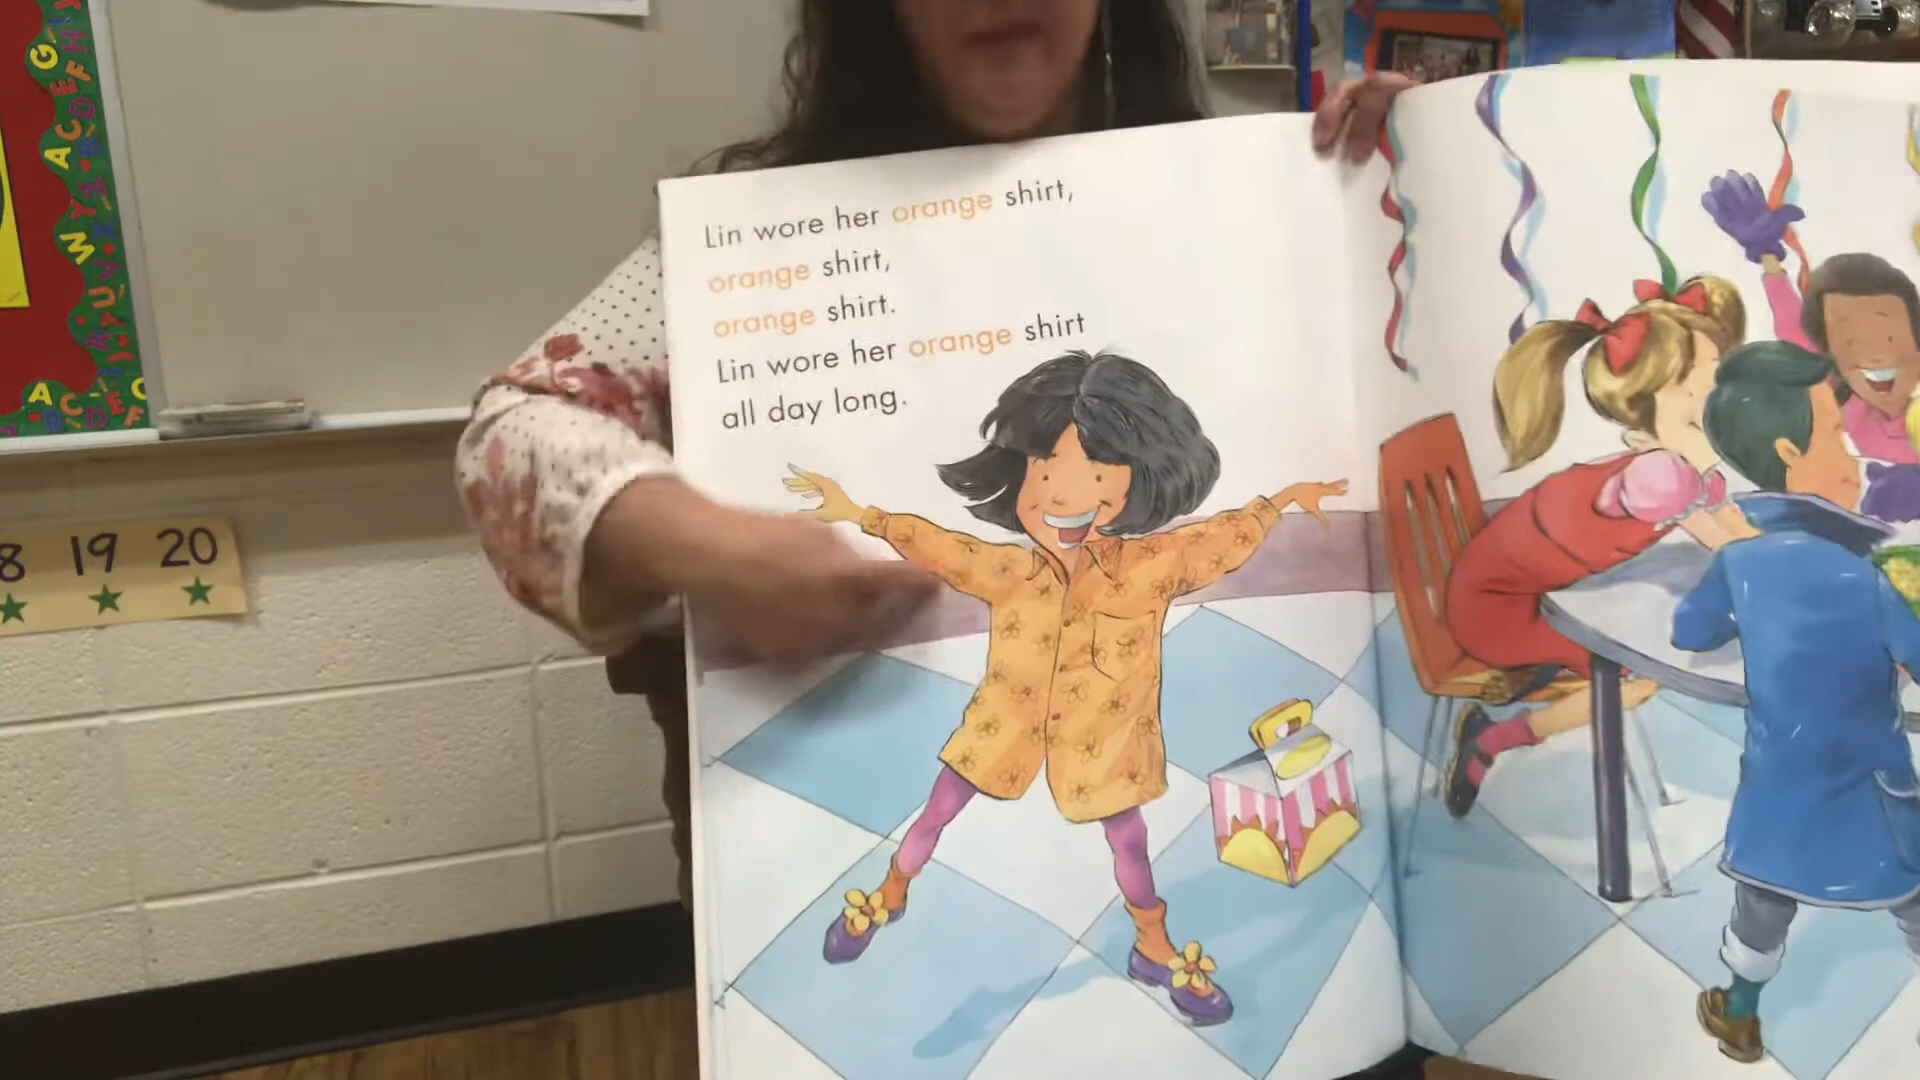 Lin wore her orange shirt,
orange shirt,
orange shirt.
Lin wore her orange shirt
all day long.
8 19 20